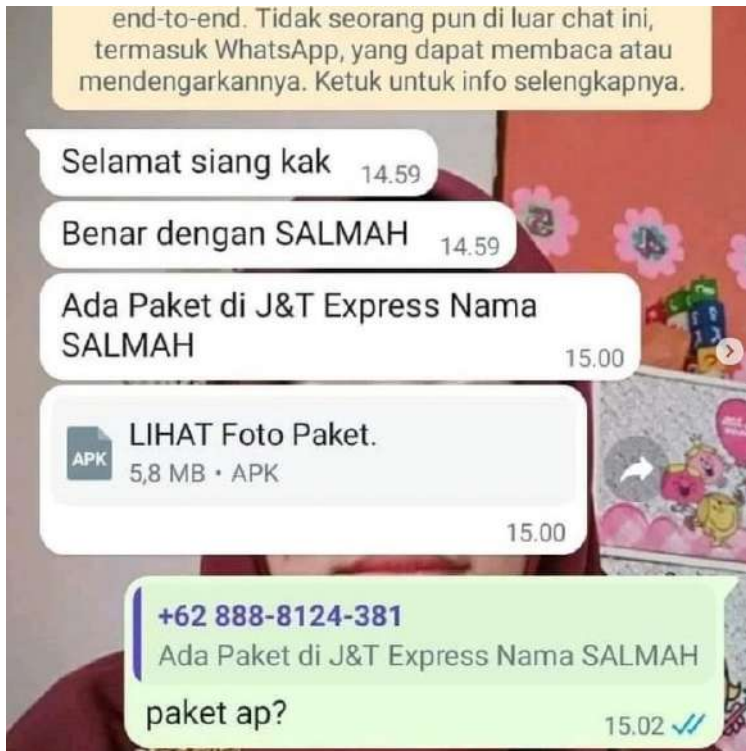 end-to-end. Tidak seorang pun di luar chat ini,
termasuk WhatsApp, yang dapat membaca atau
mendengarkannya. Ketuk untuk info selengkapnya.
Selamat siang kak 14.59
Benar dengan SALMAH 14.59
Ada Paket di J&T Express Nama
SALMAH 15.00
APK
LIHAT Foto Paket.
5,8 MB • APK
15.00
+62 888-8124-381
Ada Paket di J&T Express Nama SALMAH
paket ap? 15.02